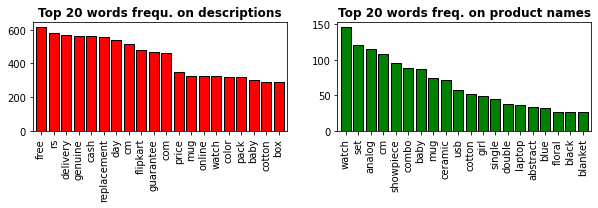 Top 20 words frequ. on descriptions
600
400
200
0
free
rs
delivery
genuine
cash
replacement
day
cm
flipkart
guarantee
com
price
mug
online
watch
color
pack
baby
cotton
box
Top 20 words freq. on product names
150
100
50
0
watch
set
analog
cm
showpiece
combo
baby
mug
ceramic
usb
cotton
girl
single
double
laptop
abstract
blue
floral
black
blanket